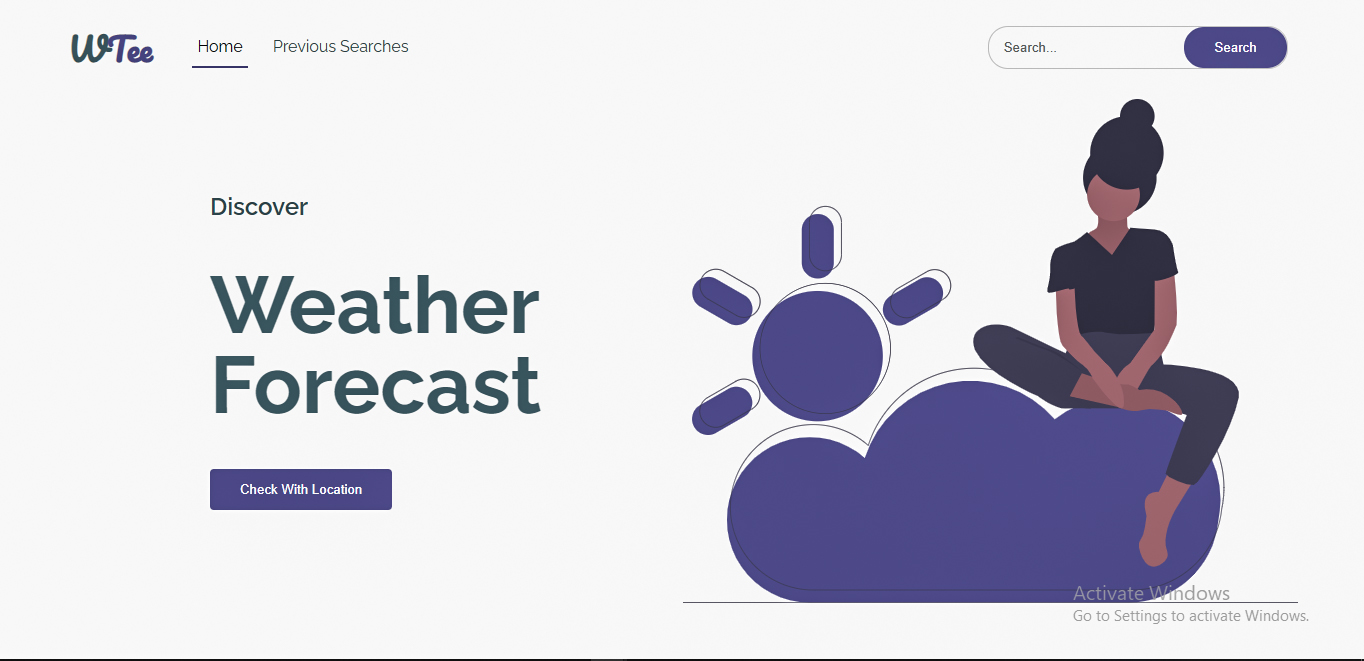 WTee
Home
Previous Searches
Search...
Search
Discover
Weather
Forecast
Check With Location
Activate Windows
Go to Settings to activate Windows.